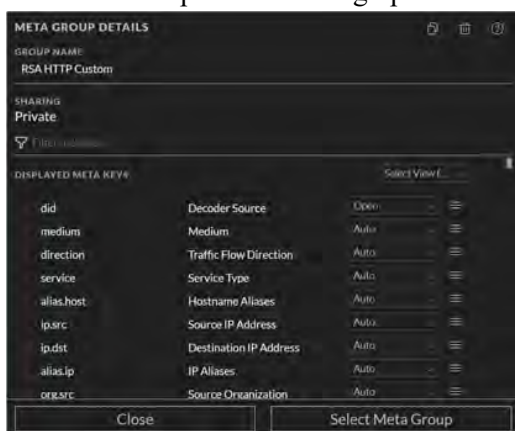 META GROUP DETAILS
GROUP NAME
RSA HTTP Custom
SHARING
Private
DISPLAYED META KEYS Select View f...
did Decoder Source Open
medium Medium Auto
direction Traffic Flow Direction Auto
service Service Type Auto
alias.host Hostname Aliases Auto
ip.src Source IP Address Auto
ip.dst Destination IP Address Auto
alias.ip IP Aliases Auto
org.src Source Organization Auto
Close Select Meta Group